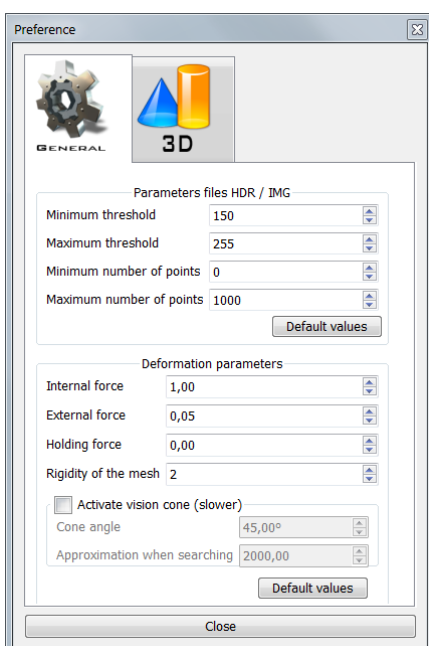 Preference
GENERAL
3D
Parameters files HDR / IMG
Minimum threshold 150
Maximum threshold 255
Minimum number of points 0
Maximum number of points 1000
Default values
Deformation parameters
Internal force 1,00
External force 0,05
Holding force 0,00
Rigidity of the mesh 2
Activate vision cone (slower)
Cone angle 45,00º
Approximation when searching 2000,00
Default values
Close